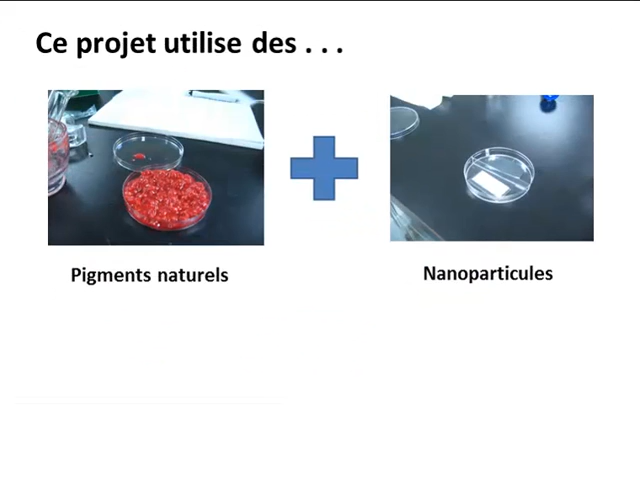 Ce projet utilise des . . .
Pigments naturels
Nanoparticules